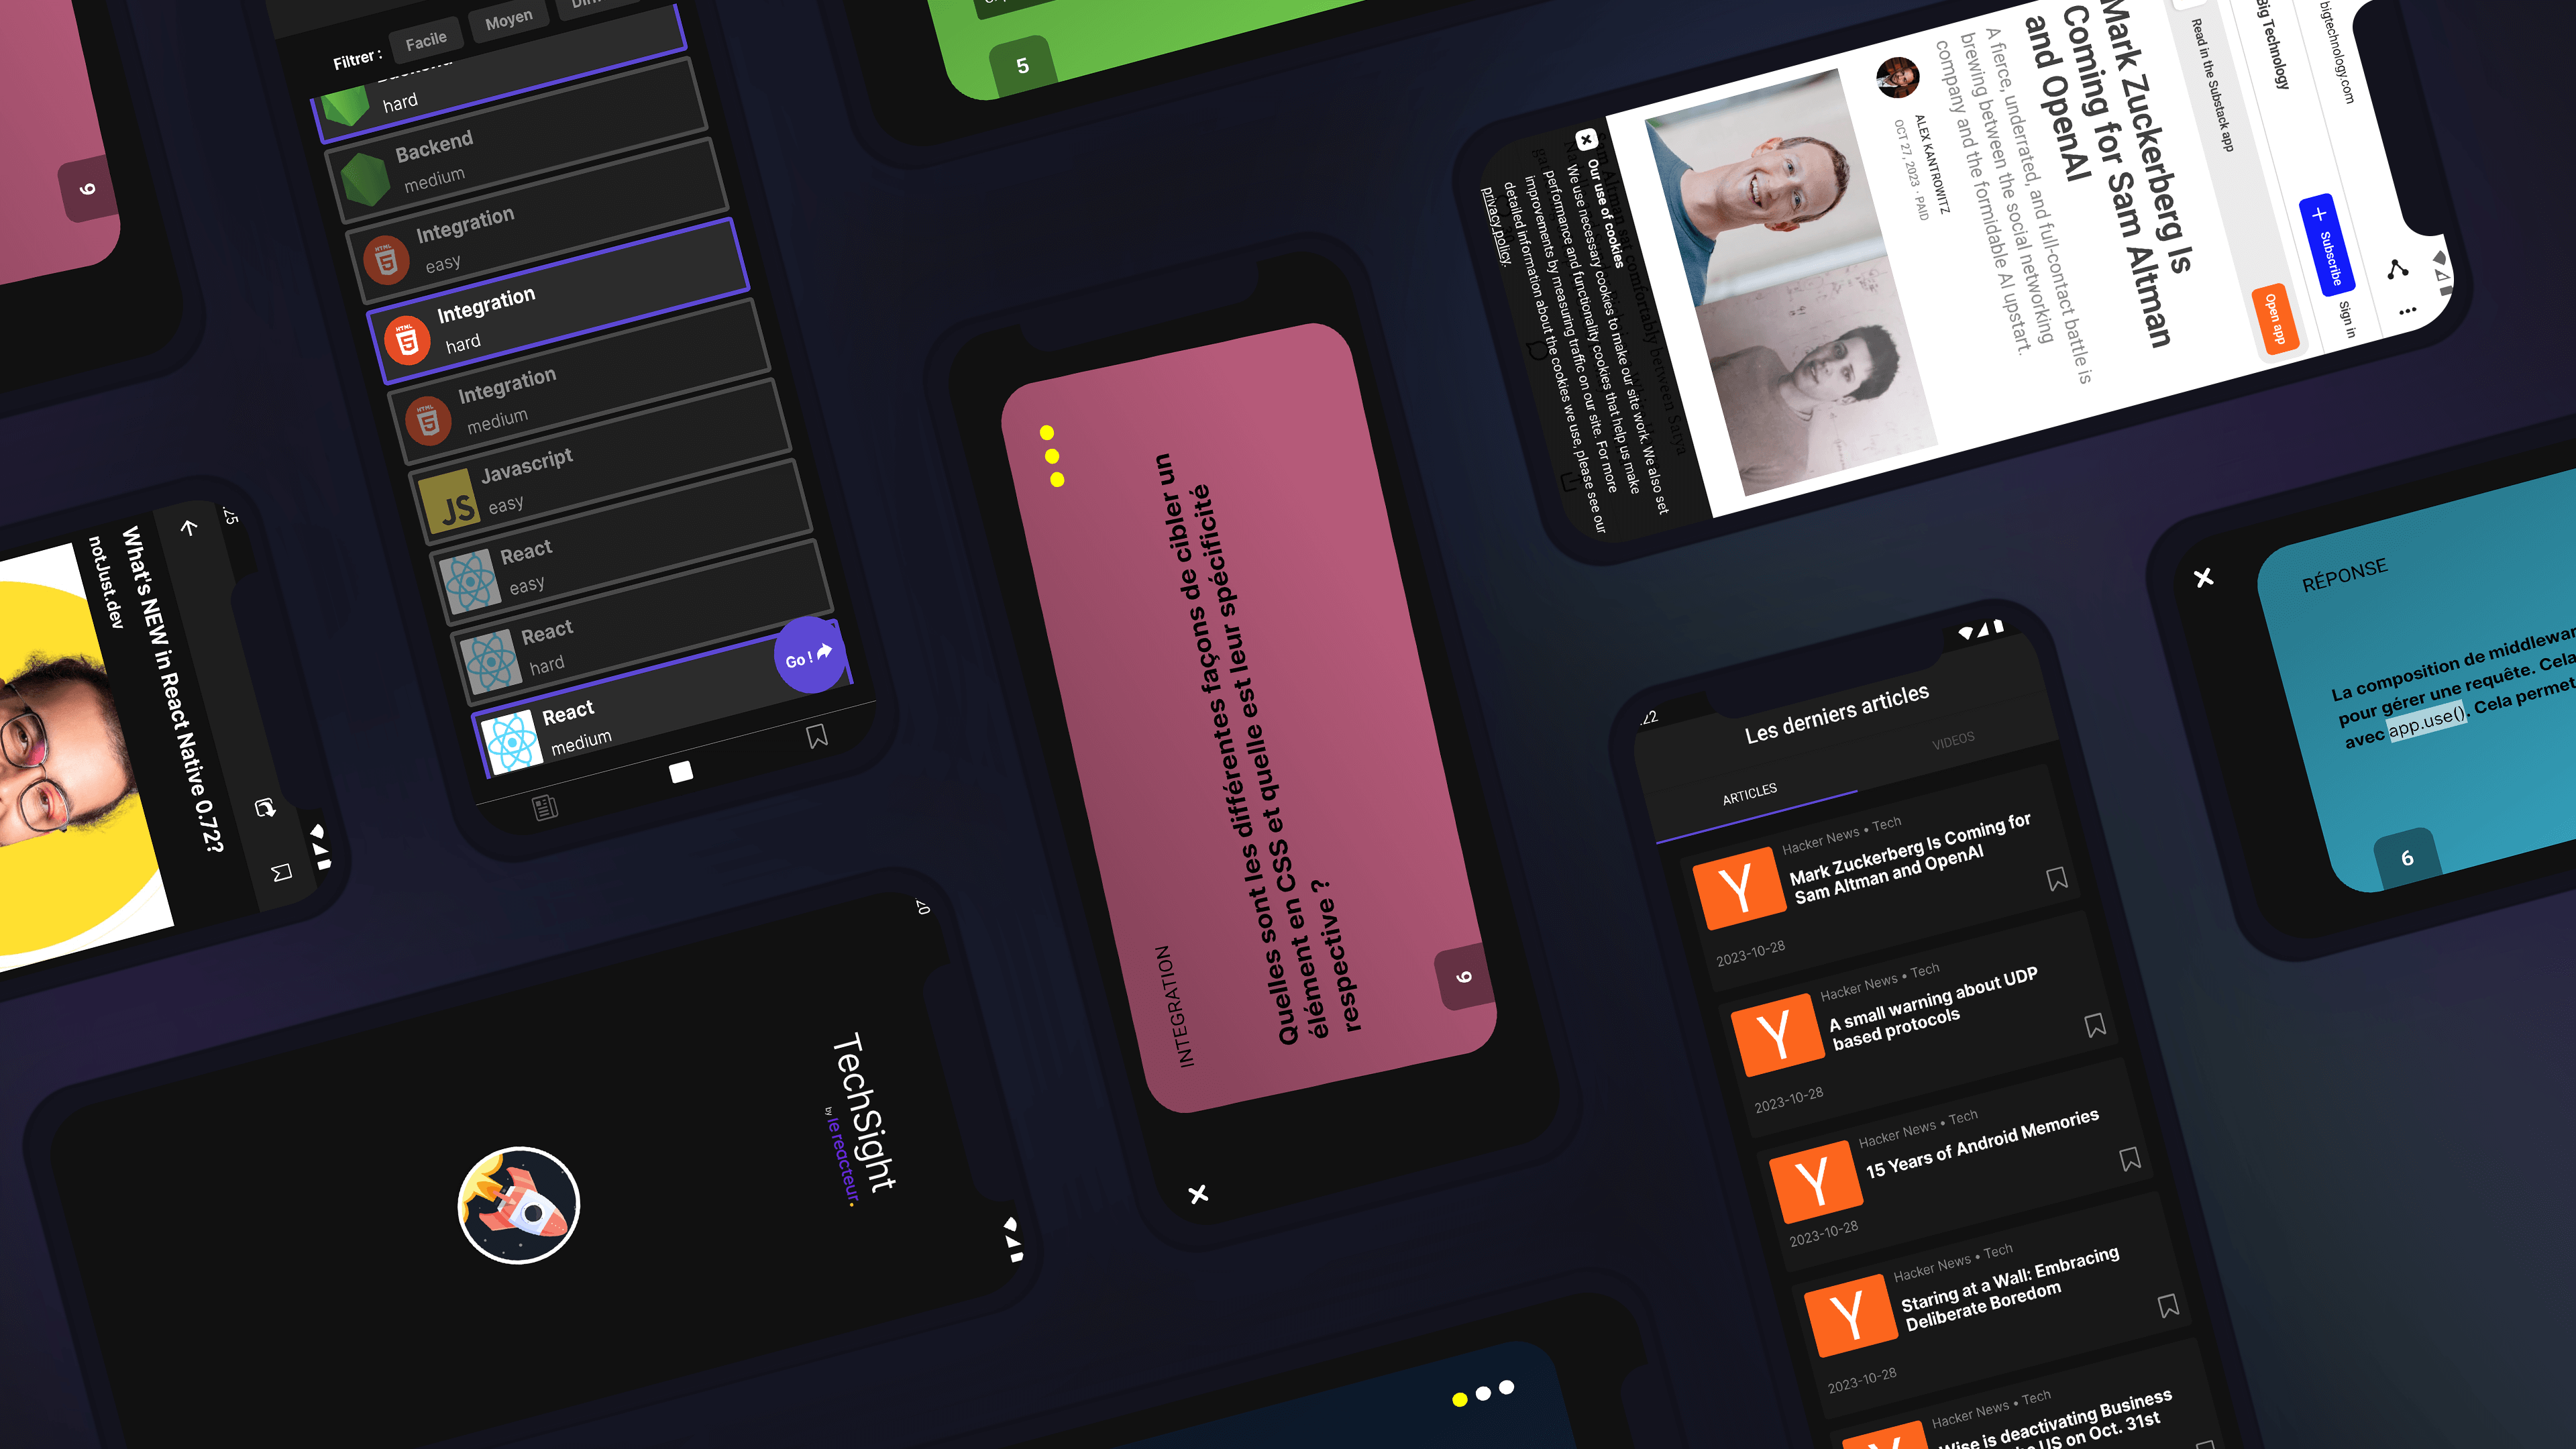 6
Filtrer :
Facile
Moyen
hard
Backend
medium
Integration
easy
Integration
hard
Integration
medium
Javascript
easy
React
easy
React
hard
React
medium
Go !
HTML
5
HTML
5
HTML
5
JS
5
bigtechnology.com
Big Technology
Subscribe
Sign in
Read in the Substack app
Open app
Mark Zuckerberg Is
Coming for Sam Altman
and OpenAI
A fierce, underrated, and full-contact battle is
brewing between the social networking
company and the formidable AI upstart.
ALEX KANTROWITZ
OCT 27, 2023 · PAID
Our use of cookies
We use necessary cookies to make our site work. We also set
performance and functionality cookies that help us make
improvements by measuring traffic on our site. For more
detailed information about the cookies we use, please see our
privacy policy.
What's NEW in React Native 0.72?
notJust.dev
INTEGRATION
Quelles sont les différentes façons de cibler un
élément en CSS et quelle est leur spécificité
respective ?
6
TechSight
by le reacteur
Les derniers articles
ARTICLES
VIDEOS
Hacker News • Tech
Mark Zuckerberg Is Coming for
Sam Altman and OpenAI
2023-10-28
Hacker News • Tech
A small warning about UDP
based protocols
2023-10-28
Hacker News • Tech
15 Years of Android Memories
2023-10-28
Hacker News • Tech
Staring at a Wall: Embracing
Deliberate Boredom
2023-10-28
Hacker News • Tech
Wise is deactivating Business
US on Oct. 31st
RÉPONSE
La composition de
pour gérer une requête. Cela
avec app.use(). Cela
6